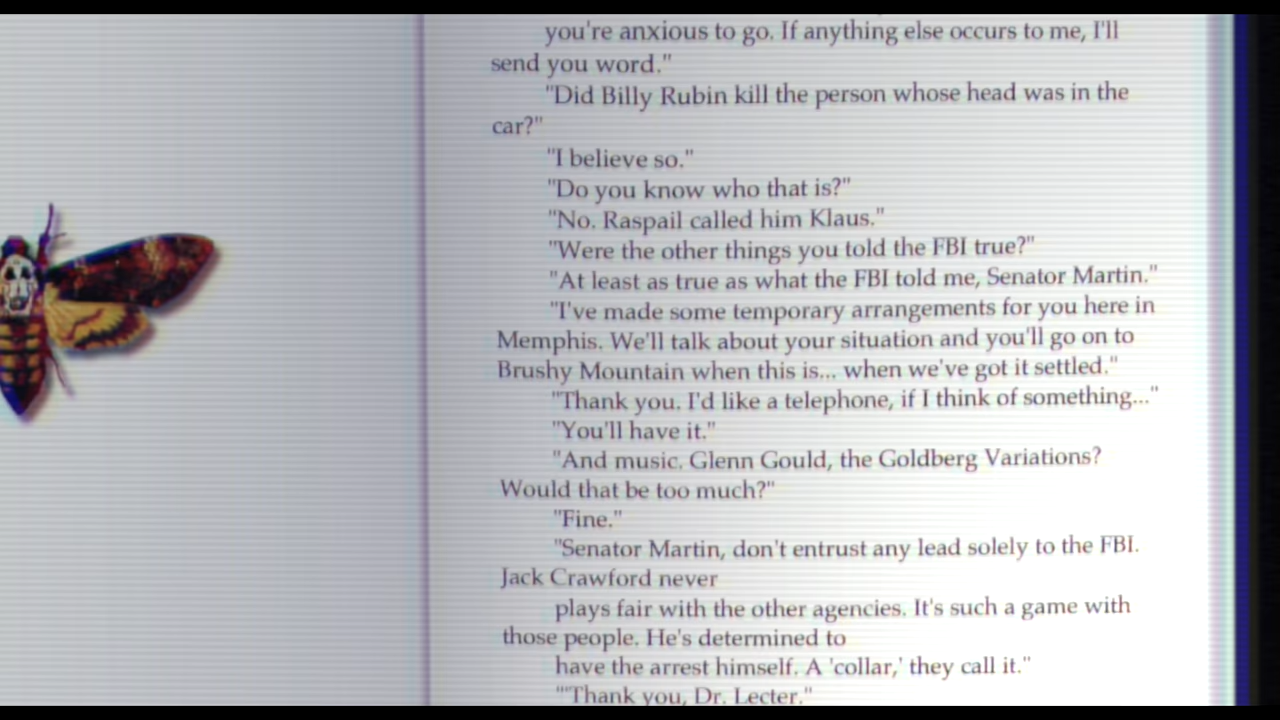 you're anxious to go. If anything else occurs to me, I'll
send you word."
"Did Billy Rubin kill the person whose head was in the
car?"
"I believe so."
"Do you know who that is?"
"No. Raspail called him Klaus."
"Were the other things you told the FBI true?"
"At least as true as what the FBI told me, Senator Martin."
"I've made some temporary arrangements for you here in
Memphis. We'll talk about your situation and you'll go on to
Brushy Mountain when this is... when we've got it settled."
"Thank you. I'd like a telephone, if I think of something..."
"You'll have it."
"And music. Glenn Gould, the Goldberg Variations?
Would that be too much?"
"Fine."
"Senator Martin, don't entrust any lead solely to the FBI.
Jack Crawford never
plays fair with the other agencies. It's such a game with
those people. He's determined to
have the arrest himself. A 'collar,' they call it."
"'Thank you, Dr. Lecter."